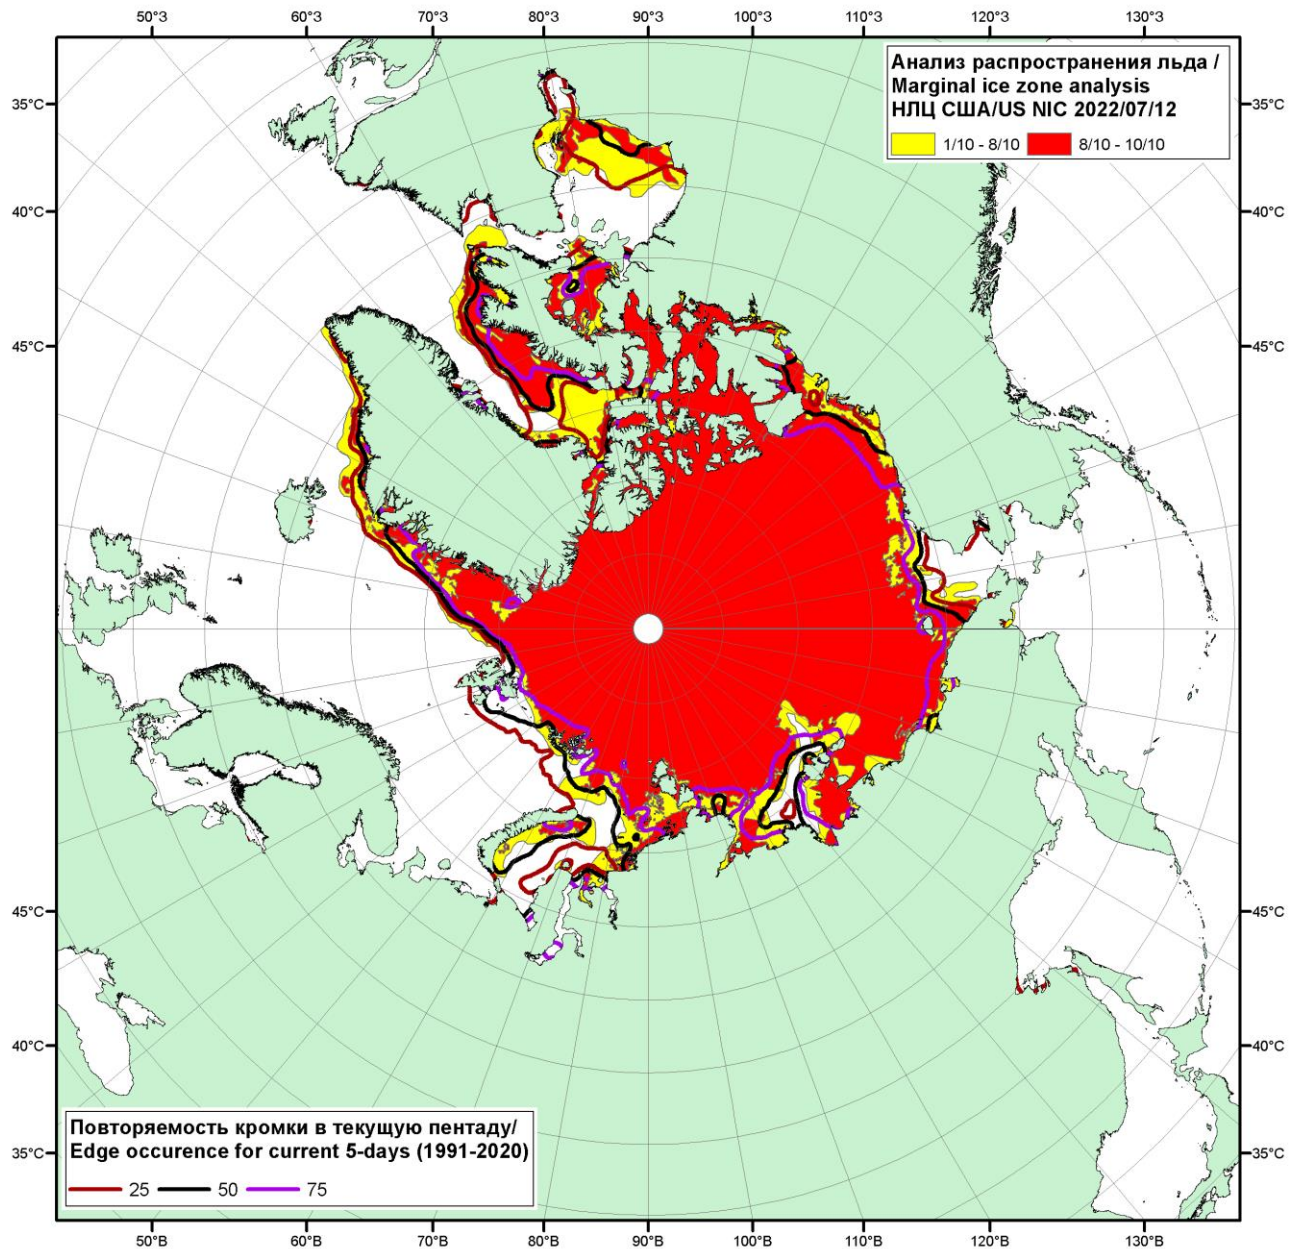 50°З 60°З 70°З 80°З 90°З 100°З 110°З 120°З 130°З
Анализ распространения льда /
Marginal ice zone analysis
НЛЦ США/US NIC 2022/07/12
1/10 - 8/10 8/10 - 10/10
35°С 35°С
40°С 40°С
45°С 45°С
45°С 45°С
40°С 40°С
Повторяемость кромки в текущую пентаду/
Edge occurence for current 5-days (1991-2020)
25 50 75
35°С 35°С
50°В 60°В 70°В 80°В 90°В 100°В 110°В 120°В 130°В